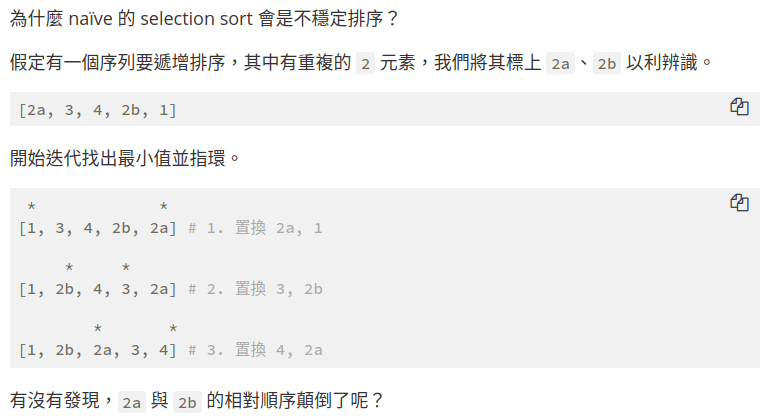 為什麼 naïve 的 selection sort 會是不穩定排序？
假定有一個序列要遞增排序，其中有重複的 2 元素，我們將其標上 2a、2b 以利辨識。
[2a, 3, 4, 2b, 1]
開始迭代找出最小值並指環。
* *
[1, 3, 4, 2b, 2a] # 1. 置換 2a, 1
* *
[1, 2b, 4, 3, 2a] # 2. 置換 3, 2b
* *
[1, 2b, 2a, 3, 4] # 3. 置換 4, 2a
有沒有發現，2a 與 2b 的相對順序顛倒了呢？